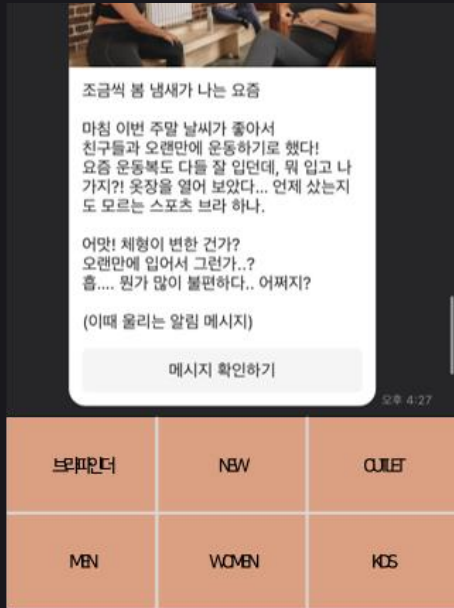 조금씩 봄 냄새가 나는 요즘
마침 이번 주말 날씨가 좋아서
친구들과 오랜만에 운동하기로 했다!
요즘 운동복도 다들 잘 입던데, 뭐 입고 나
가지?! 옷장을 열어 보았다... 언제 샀는지
도 모르는 스포츠 브라 하나.
어맛! 체형이 변한 건가?
오랜만에 입어서 그런가..?
흡.... 뭔가 많이 불편하다.. 어쩌지?
(이때 울리는 알림 메시지)
메시지 확인하기
오후 4:27
브라파인더
NEW
OUTLET
MEN
WOMEN
KIDS